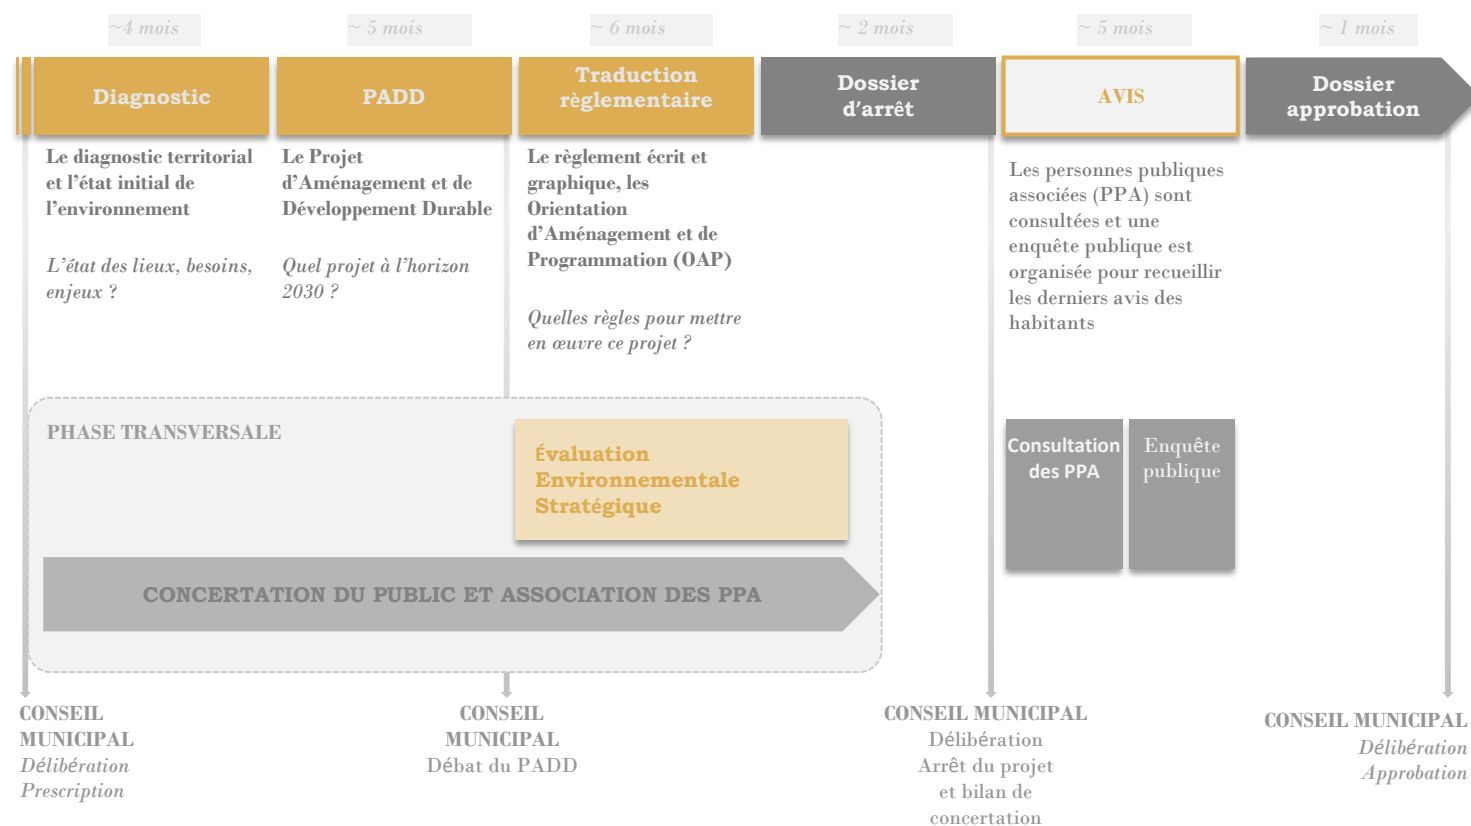 ~4 mois
~ 5 mois
~ 6 mois
~ 2 mois
~ 5 mois
~ 1 mois
Diagnostic
PADD
Traduction
règlementaire
Dossier
d'arrêt
AVIS
Dossier
approbation
Le diagnostic territorial
et l'état initial de
l'environnement
L'état des lieux, besoins,
enjeux ?
Le Projet
d'Aménagement et de
Développement Durable
Quel projet à l'horizon
2030 ?
Le règlement écrit et
graphique, les
Orientation
d'Aménagement et de
Programmation (OAP)
Quelles règles pour mettre
en œuvre ce projet ?
Les personnes publiques
associées (PPA) sont
consultées et une
enquête publique est
organisée pour recueillir
les derniers avis des
habitants
PHASE TRANSVERSALE
Évaluation
Environnementale
Stratégique
CONCERTATION DU PUBLIC ET ASSOCIATION DES PPA
Consultation
des PPA
Enquête
publique
CONSEIL
MUNICIPAL
Délibération
Prescription
CONSEIL
MUNICIPAL
Débat du PADD
CONSEIL MUNICIPAL
Délibération
Arrêt du projet
et bilan de
concertation
CONSEIL MUNICIPAL
Délibération
Approbation